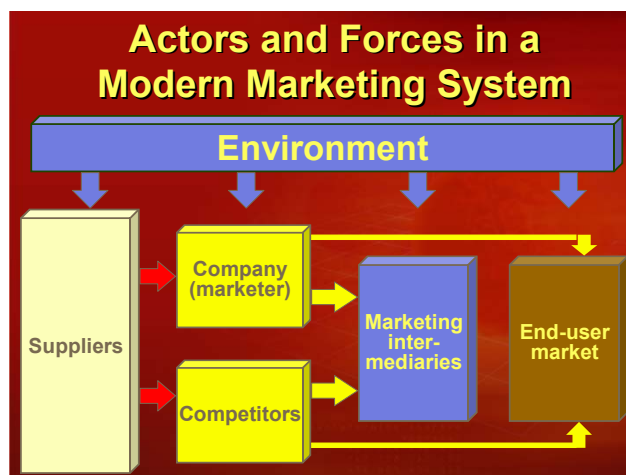 Actors and Forces in a
Modern Marketing System
Environment
Suppliers
Company
(marketer)
Competitors
Marketing
inter-
mediaries
End-user
market